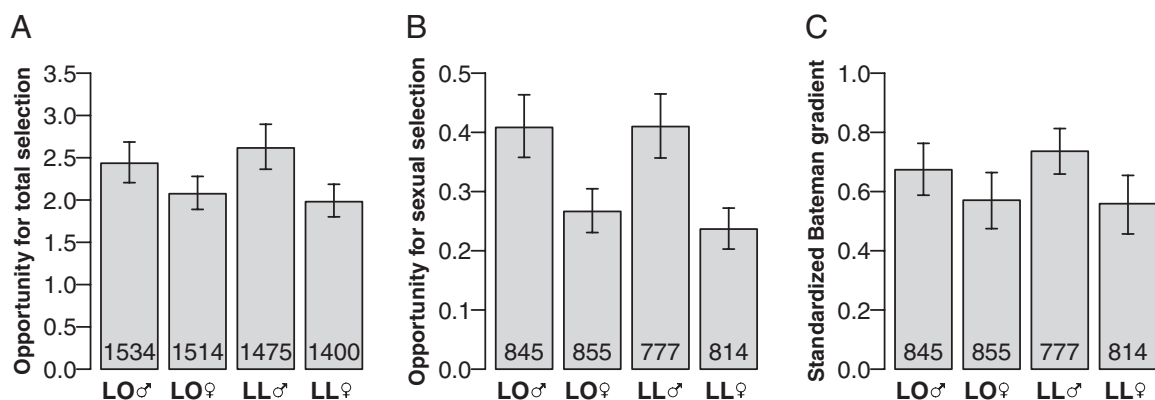 A
Opportunity for total selection
3.5
3.0
2.5
2.0
1.5
1.0
0.5
0.0
1534 1514 1475 1400
LO♂ LO♀ LL♂ LL♀
B
Opportunity for sexual selection
0.5
0.4
0.3
0.2
0.1
0.0
845 855 777 814
LO♂ LO♀ LL♂ LL♀
C
Standardized Bateman gradient
1.0
0.8
0.6
0.4
0.2
0.0
845 855 777 814
LO♂ LO♀ LL♂ LL♀